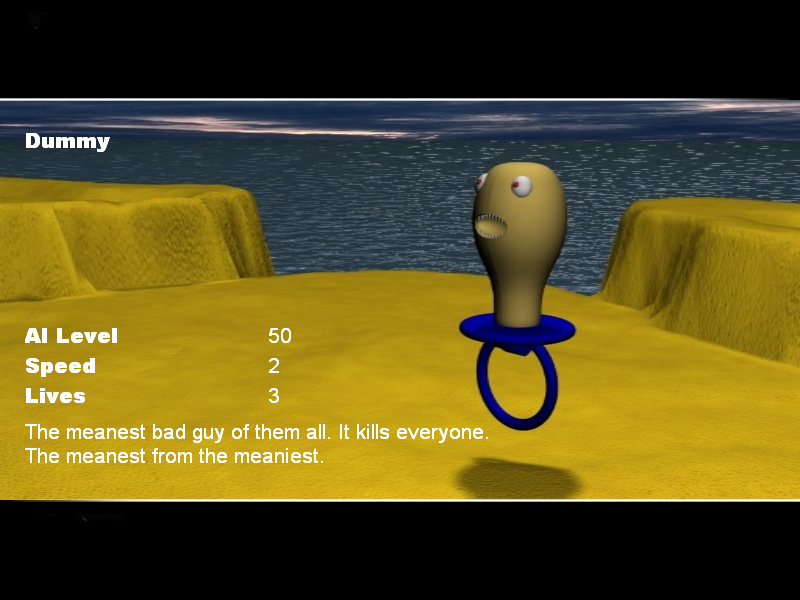 Dummy
AI Level 50
Speed 2
Lives 3
The meanest bad guy of them all. It kills everyone.
The meanest from the meaniest.